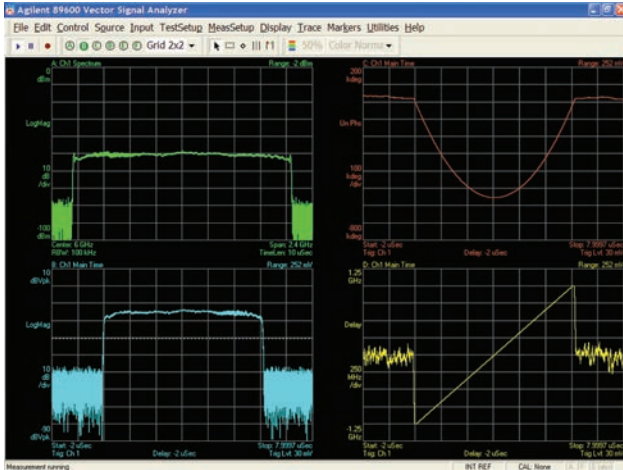 Agilent 89600 Vector Signal Analyzer
File Edit Control Source Input TestSetup MeasSetup Display Trace Markers Utilities Help
A B C D E F Grid 2x2 50% Color Norma
A: Ch1 Spectrum Range: -2 dBm
0
dBm
LogMag
10
dB
/div
-100
dBm
Center: 6 GHz Span: 2.4 GHz
RBW: 100 kHz TimeLen: 10 uSec
C: Ch1 Main Time Range: 252 mV
200
kdeg
Un Pha
100
kdeg
/div
-800
kdeg
Start: -2 uSec Stop: 7.9997 uSec
Trig: Ch 1 Delay: -2 uSec Trig Lvl: 30 mV
B: Ch1 Main Time Range: 252 mV
10
dBVpk
LogMag
10
dB
/div
-90
dBVpk
Start: -2 uSec Stop: 7.9997 uSec
Trig: Ch 1 Delay: -2 uSec Trig Lvl: 30 mV
D: Ch1 Main Time Range: 252 mV
1.25
GHz
Delay
250
MHz
/div
-1.25
GHz
Start: -2 uSec Stop: 7.9997 uSec
Trig: Ch 1 Delay: -2 uSec Trig Lvl: 30 mV
Measurement running INT REF CAL: None